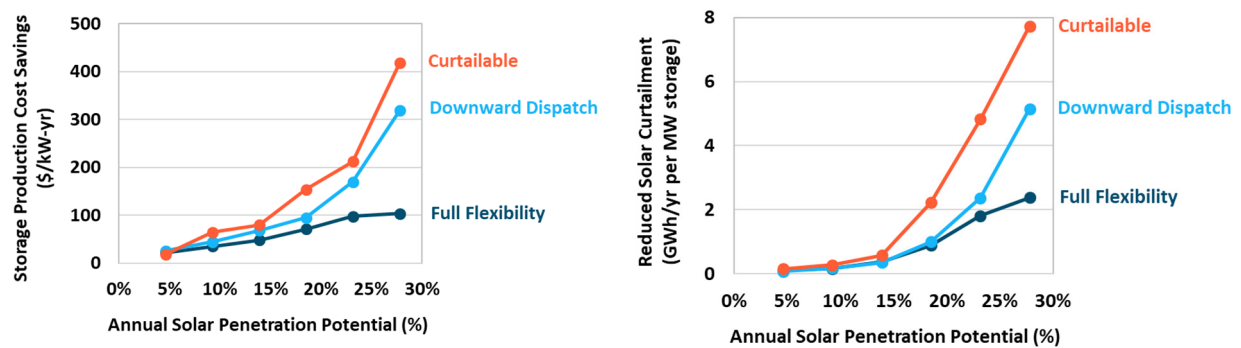 Storage Production Cost Savings
($/kW-yr)
500
400
300
200
100
0
0% 5% 10% 15% 20% 25% 30%
Annual Solar Penetration Potential (%)
Curtailable
Downward Dispatch
Full Flexibility
Reduced Solar Curtailment
(GWh/yr per MW storage)
8
6
4
2
0
0% 5% 10% 15% 20% 25% 30%
Annual Solar Penetration Potential (%)
Curtailable
Downward Dispatch
Full Flexibility